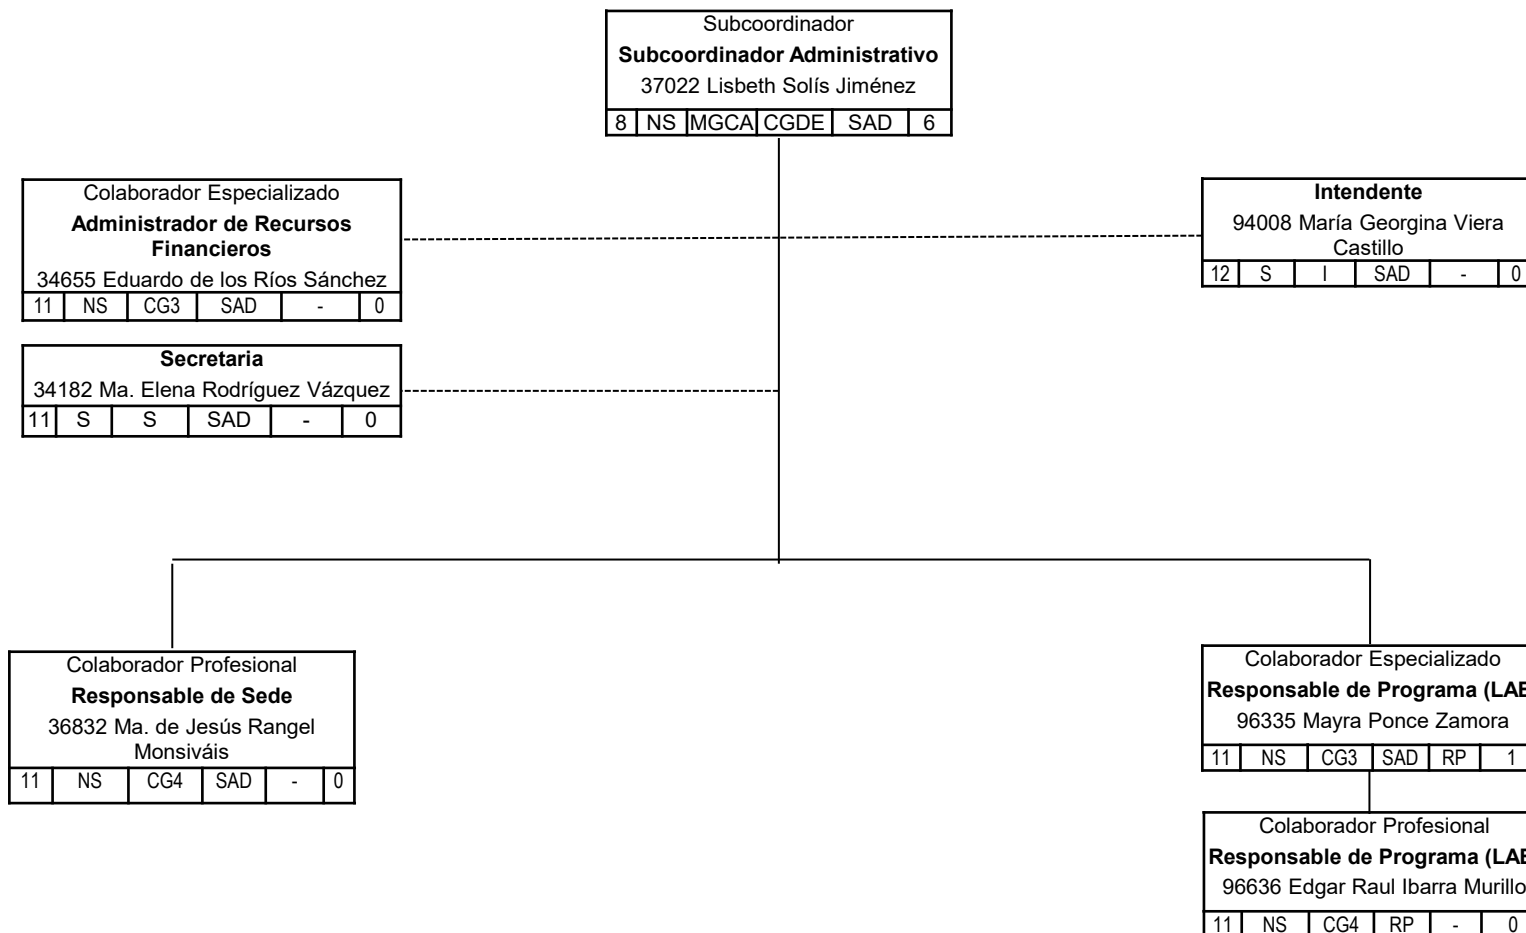 Subcoordinador
Subcoordinador Administrativo
37022 Lisbeth Solís Jiménez
8 NS MGCA CGDE SAD 6
Colaborador Especializado
Administrador de Recursos
Financieros
34655 Eduardo de los Ríos Sánchez
11 NS CG3 SAD - 0
Intendente
94008 María Georgina Viera
Castillo
12 S I SAD - 0
Secretaria
34182 Ma. Elena Rodríguez Vázquez
11 S S SAD - 0
Colaborador Profesional
Responsable de Sede
36832 Ma. de Jesús Rangel
Monsiváis
11 NS CG4 SAD - 0
Colaborador Especializado
Responsable de Programa
96335 Mayra Ponce Zamora
11 NS CG3 SAD RP 1
Colaborador Profesional
Responsable de Programa
96636 Edgar Raul Ibarra Murillo
11 NS CG4 RP - 0